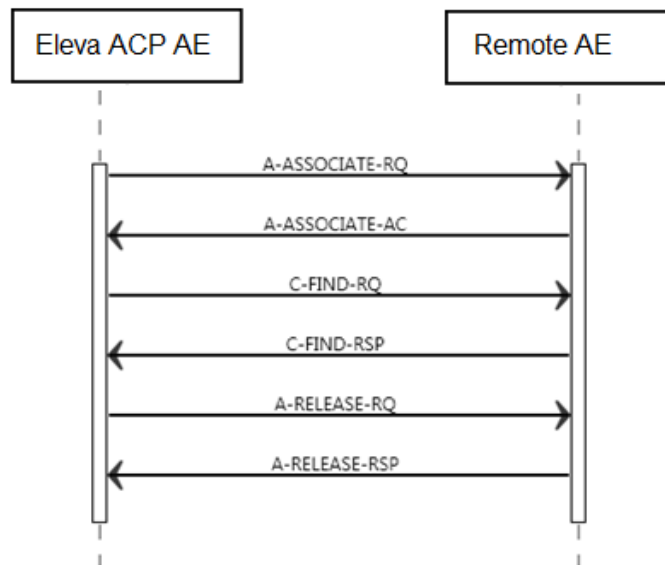 Eleva ACP AE
Remote AE
A-ASSOCIATE-RQ
A-ASSOCIATE-AC
C-FIND-RQ
C-FIND-RSP
A-RELEASE-RQ
A-RELEASE-RSP